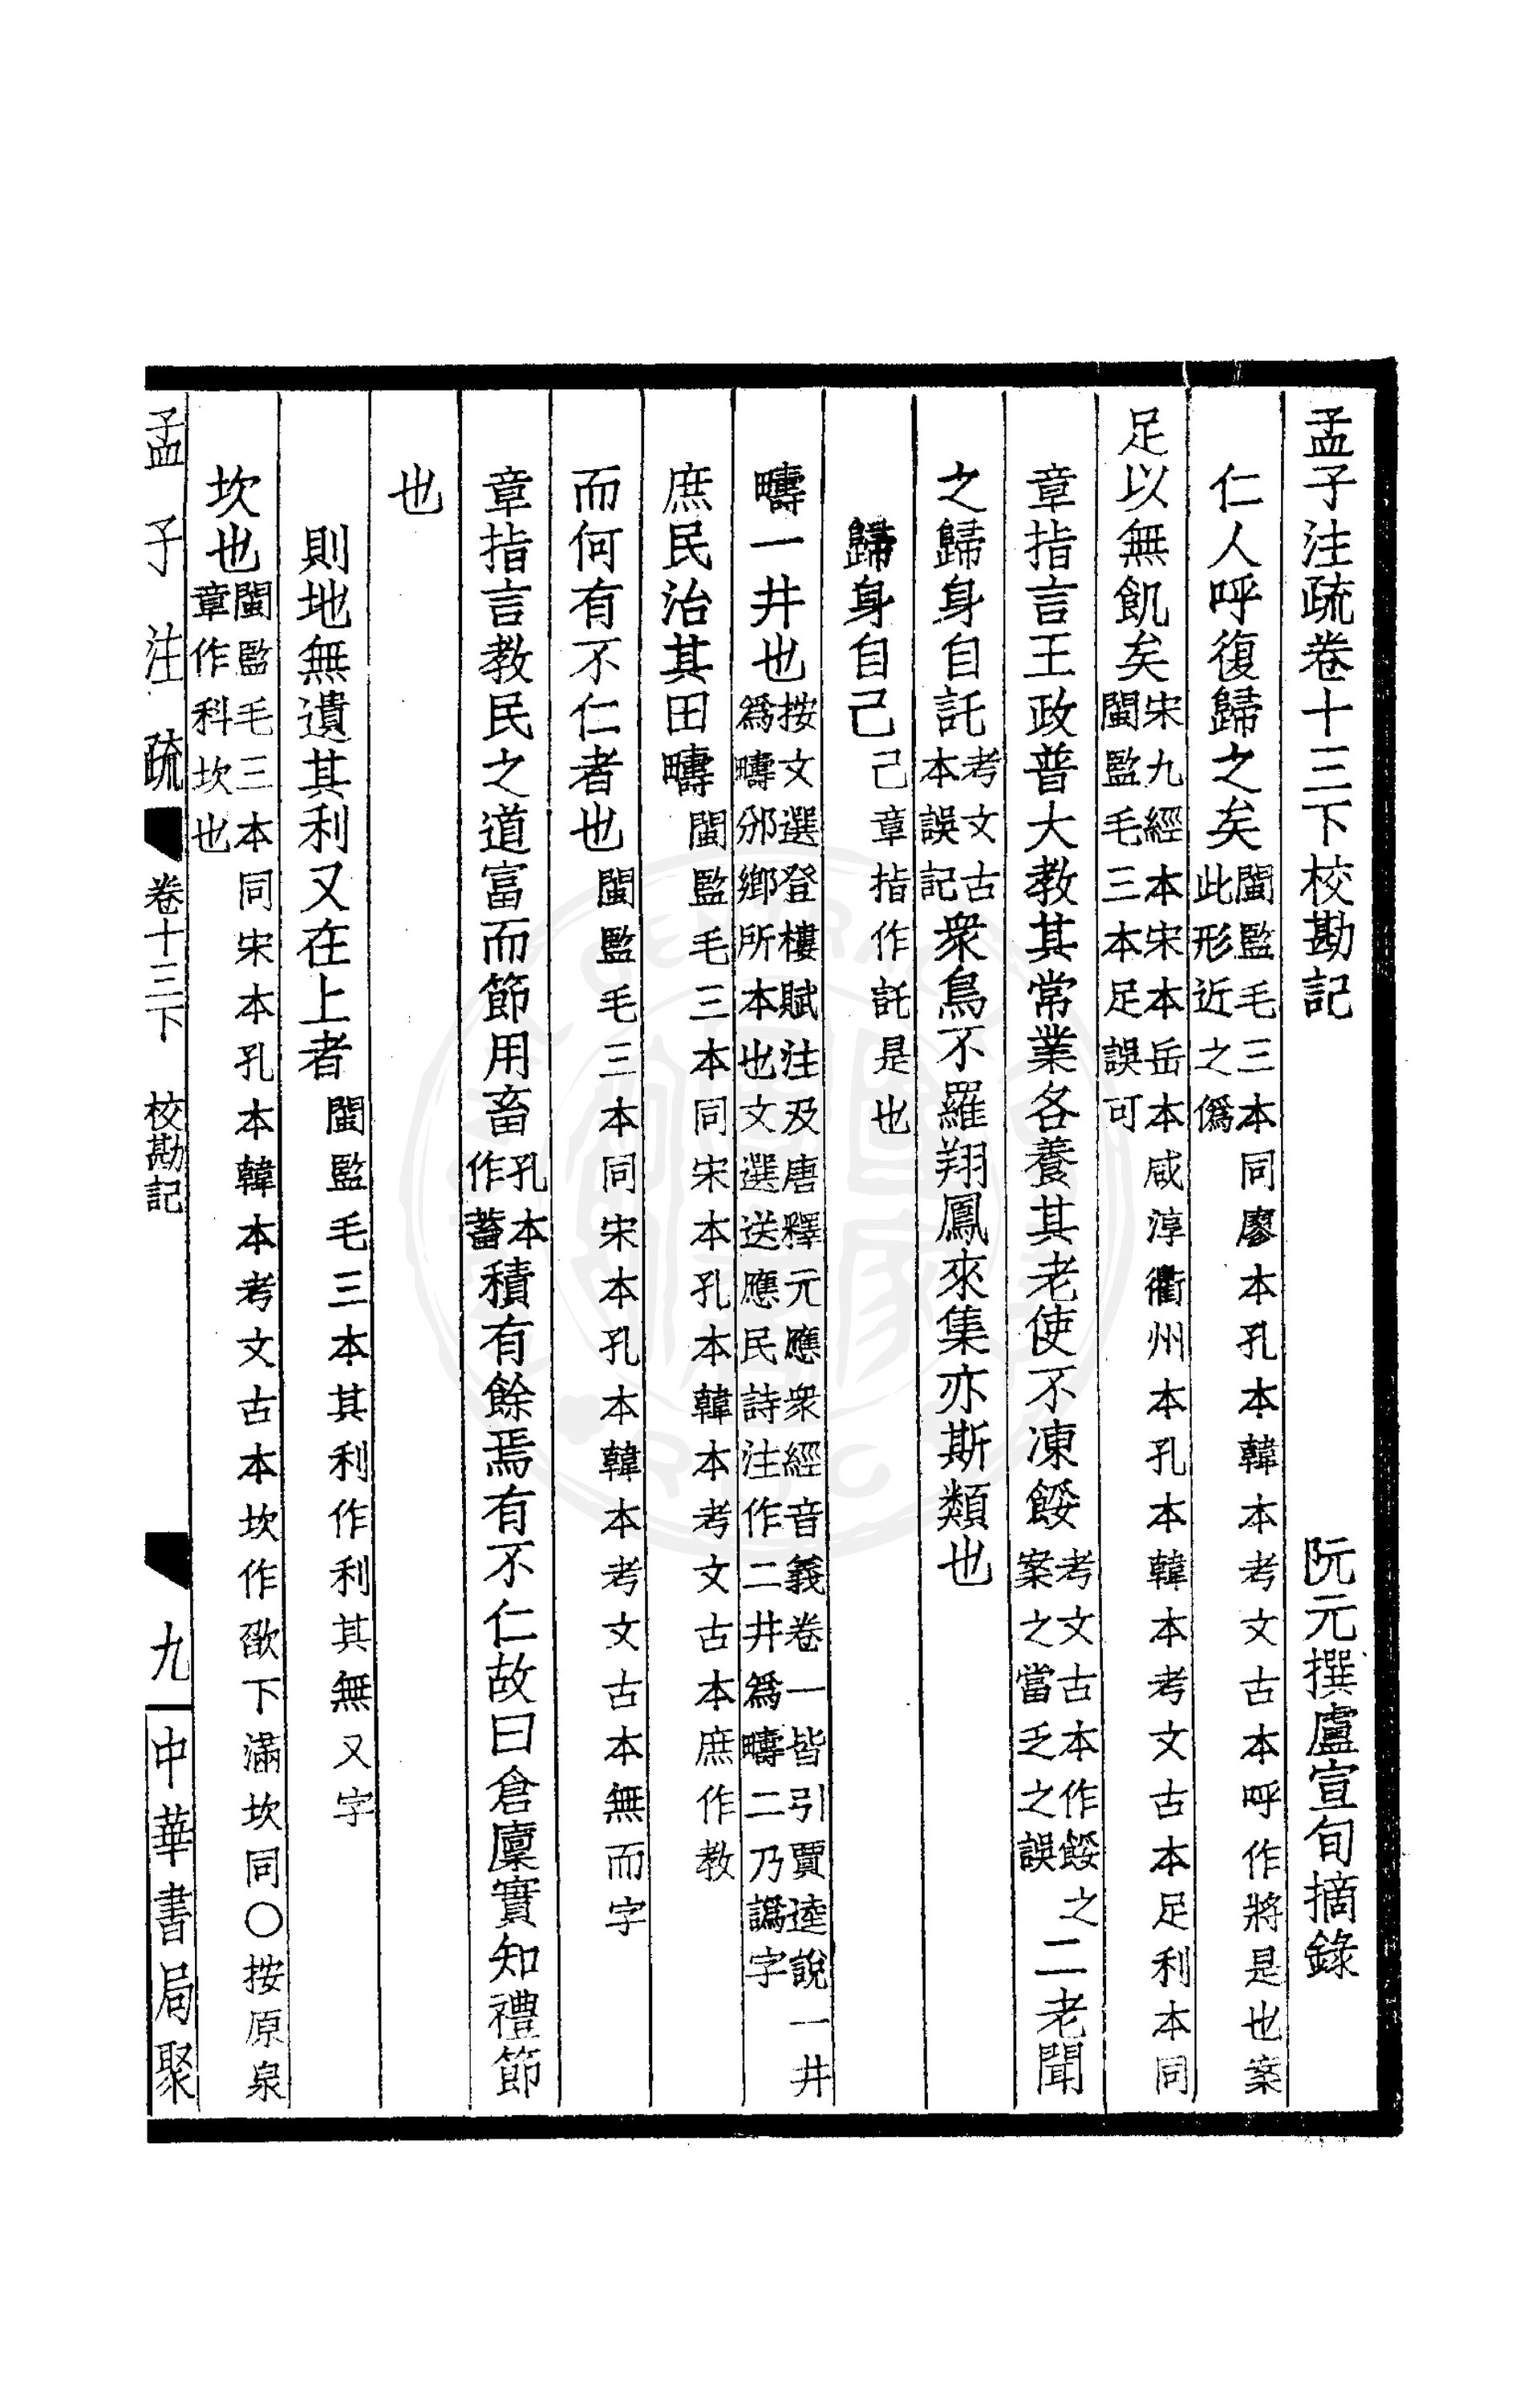 孟子注疏卷十三下校勘記　阮元撰盧宣旬摘錄
仁人呼復歸之矣閩監毛三本同廖本孔本韓本考文古本呼作將是也案此形近之僞
足以無飢矣宋九經本宋本岳本咸淳衢州本孔本韓本考文古本足利本同閩監毛三本足誤可
章指言王政普大教其常業各養其老使不凍餒考文古本作餒之案之當乏之誤二老聞
之歸身自託考文古本誤記衆鳥不羅翔鳳來集亦斯類也
歸身自己己章指作託是也
疇一井也按文選登樓賦注及唐釋元應衆經音義卷一皆引賈逵說一井爲疇邠鄉所本也文選送應民詩注作二井爲疇二乃譌字
庶民治其田疇閩監毛三本同宋本孔本韓本考文古本庶作教
而何有不仁者也閩監毛三本同宋本孔本韓本考文古本無而字
章指言教民之道富而節用畜孔本作蓄積有餘焉有不仁故曰倉廩實知禮節
也
則地無遺其利又在上者閩監毛三本其利作利其無又字
坎也閩監毛三本同宋本孔本韓本考文古本坎作欿下滿坎同○按原泉章作科坎也
孟子注疏　卷十三下　校勘記　九　中華書局聚